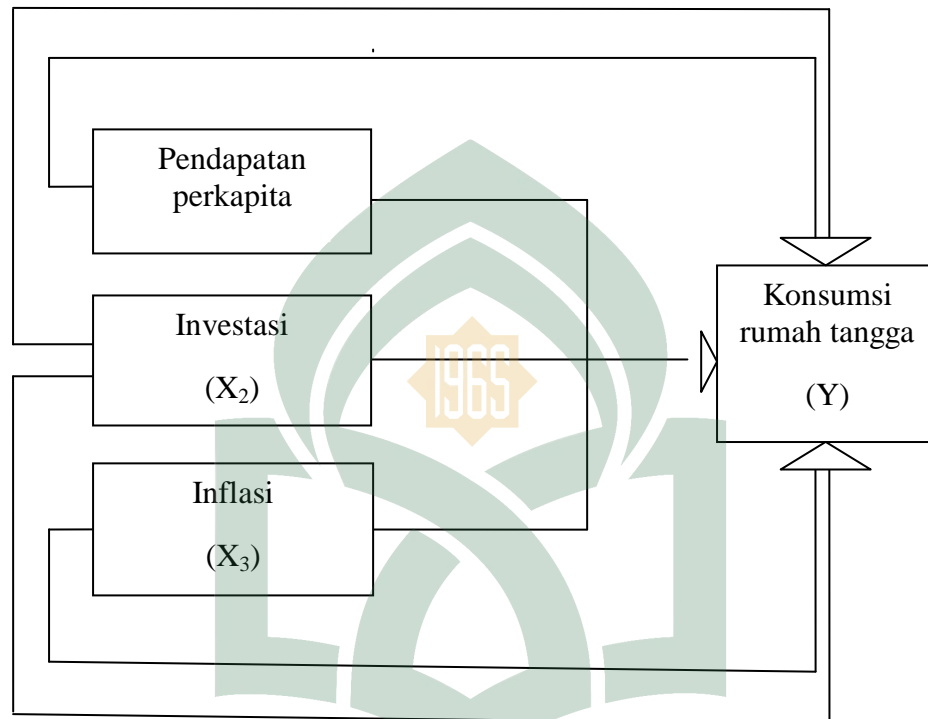 Pendapatan
perkapita
Investasi
(X₂)
Inflasi
(X₃)
Konsumsi
rumah tangga
(Y)
1965